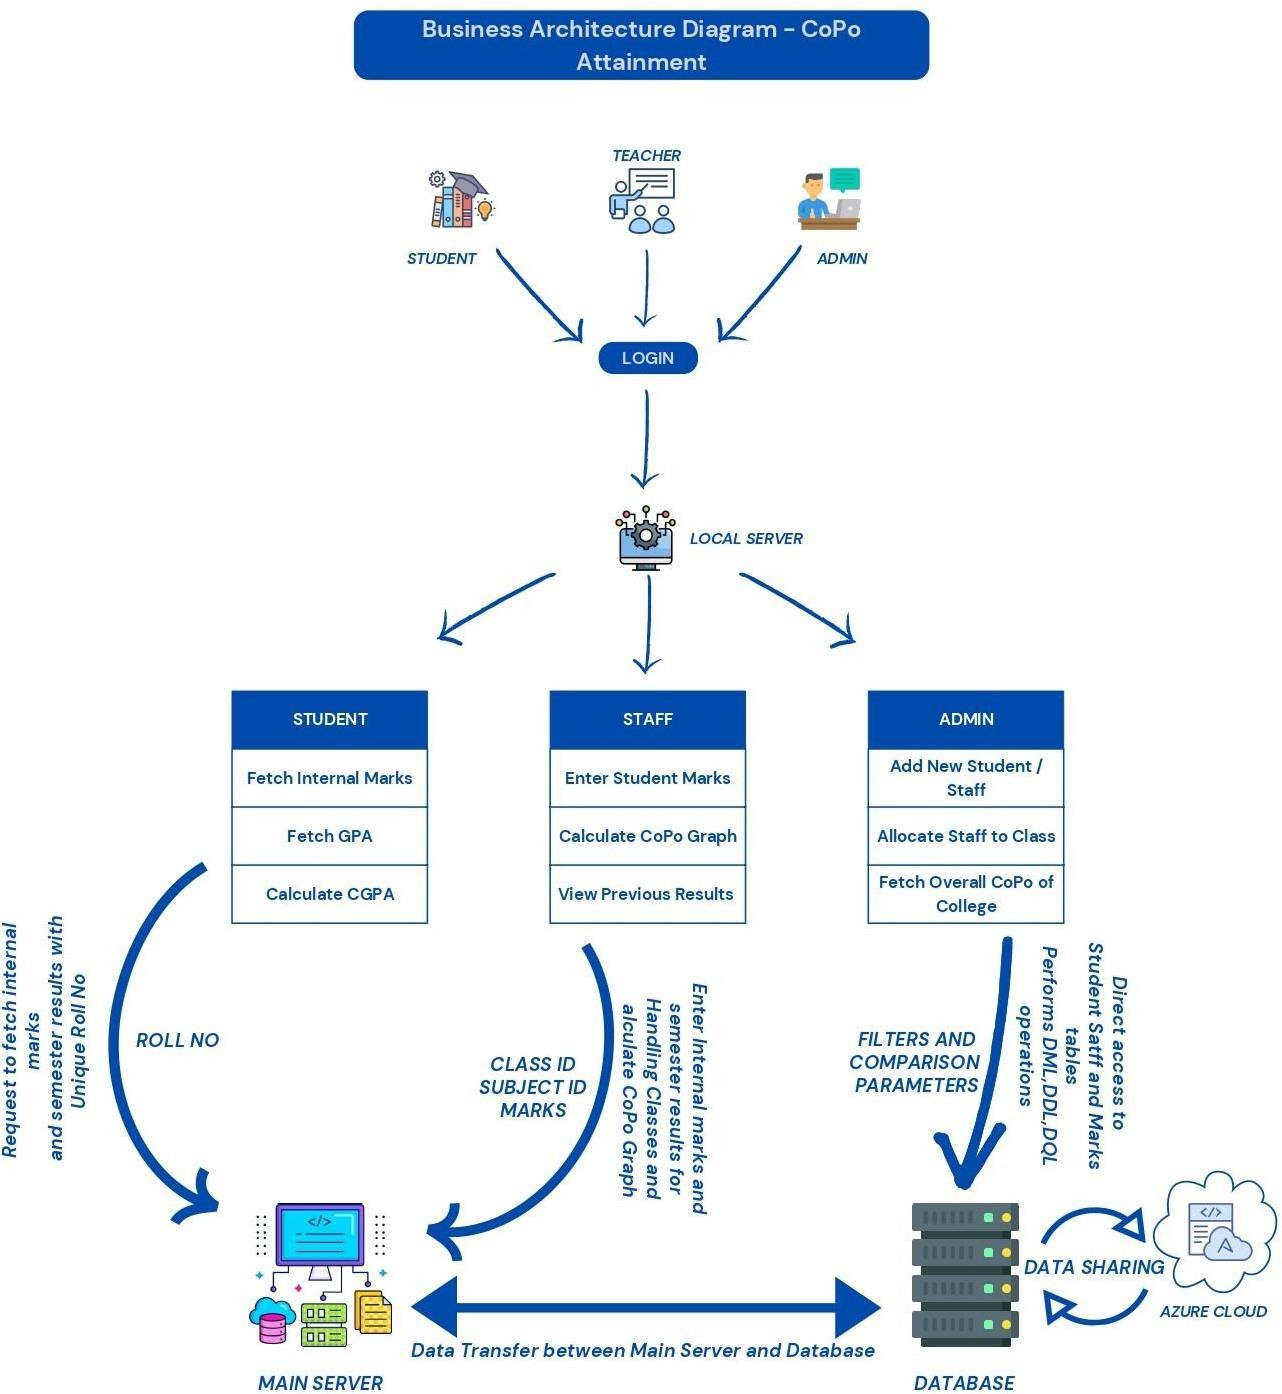 Business Architecture Diagram - CoPo
Attainment
TEACHER
STUDENT
ADMIN
LOGIN
LOCAL SERVER
STUDENT
Fetch Internal Marks
Fetch GPA
Calculate CGPA
STAFF
Enter Student Marks
Calculate CoPo Graph
View Previous Results
ADMIN
Add New Student /
Staff
Allocate Staff to Class
Fetch Overall CoPo of
College
Request to fetch internal
marks
and semester results with
Unique Roll No
ROLL NO
CLASS ID
SUBJECT ID
MARKS
Enter Internal marks and
semester results for
Handling Classes and
alculate CoPo Graph
FILTERS AND
COMPARISON
PARAMETERS
Direct access to
Student Satff and Marks
tables
Performs DML,DDL,DQL
operations
</>
</>
DATA SHARING
AZURE CLOUD
Data Transfer between Main Server and Database
MAIN SERVER
DATABASE